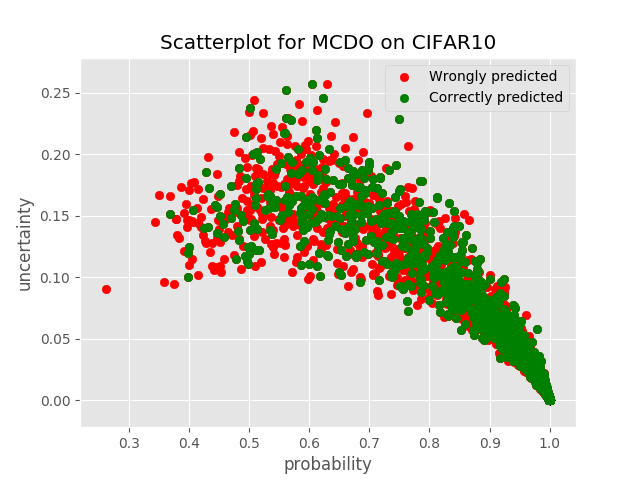 Scatterplot for MCDO on CIFAR10
Wrongly predicted
Correctly predicted
uncertainty
0.25
0.20
0.15
0.10
0.05
0.00
0.3 0.4 0.5 0.6 0.7 0.8 0.9 1.0
probability